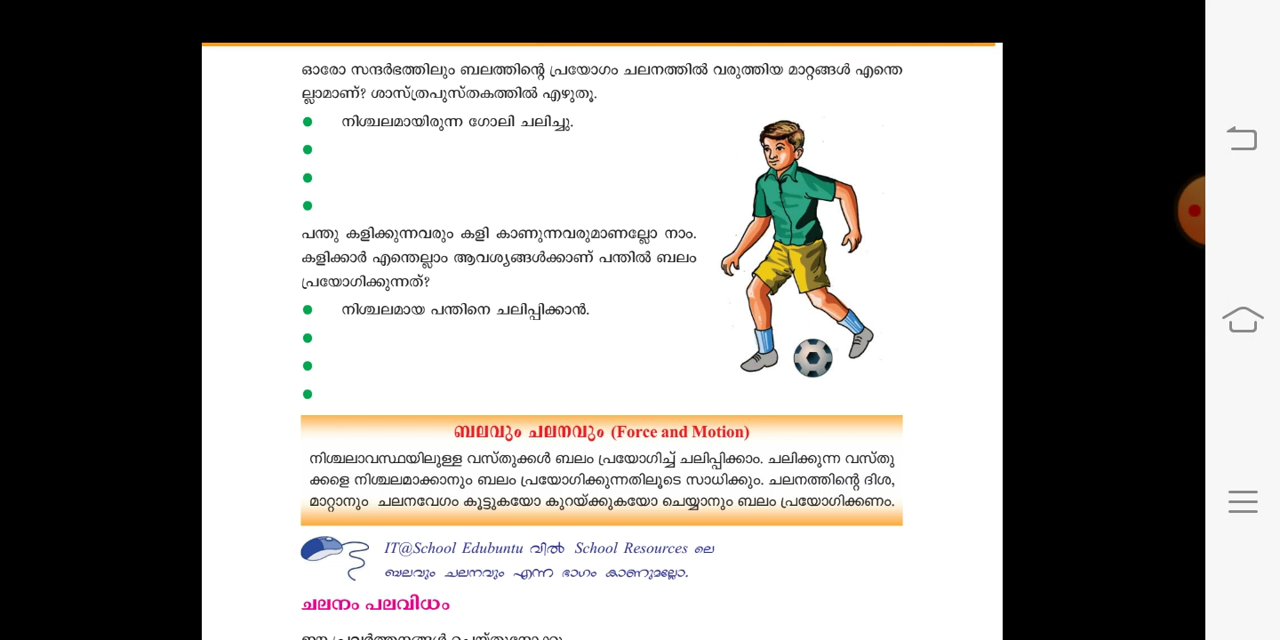 ഓരോ സന്ദർഭത്തിലും ബലത്തിന്റെ പ്രയോഗം ചലനത്തിൽ വരുത്തിയ മാറ്റങ്ങൾ എന്തെ
ല്ലാമാണ്? ശാസ്ത്രപുസ്തകത്തിൽ എഴുതൂ.
നിശ്ചലമായിരുന്ന ഗോലി ചലിച്ചു.
പന്തു കളിക്കുന്നവരും കളി കാണുന്നവരുമാണല്ലോ നാം.
കളിക്കാർ എന്തെല്ലാം ആവശ്യങ്ങൾക്കാണ് പന്തിൽ ബലം
പ്രയോഗിക്കുന്നത്?
നിശ്ചലമായ പന്തിനെ ചലിപ്പിക്കാൻ.
ബലവും ചലനവും (Force and Motion)
നിശ്ചലാവസ്ഥയിലുള്ള വസ്തുക്കൾ ബലം പ്രയോഗിച്ച് ചലിപ്പിക്കാം. ചലിക്കുന്ന വസ്തു
ക്കളെ നിശ്ചലമാക്കാനും ബലം പ്രയോഗിക്കുന്നതിലൂടെ സാധിക്കും. ചലനത്തിന്റെ ദിശ,
മാറ്റാനും ചലനവേഗം കൂട്ടുകയോ കുറയ്ക്കുകയോ ചെയ്യാനും ബലം പ്രയോഗിക്കണം.
IT@School Edubuntu വിൽ School Resources ലെ
ബലവും ചലനവും എന്ന ഭാഗം കാണുമല്ലോ.
ചലനം പലവിധം
ഈ പ്രവർത്തനങ്ങൾ ചെയ്തുനോക്കൂ